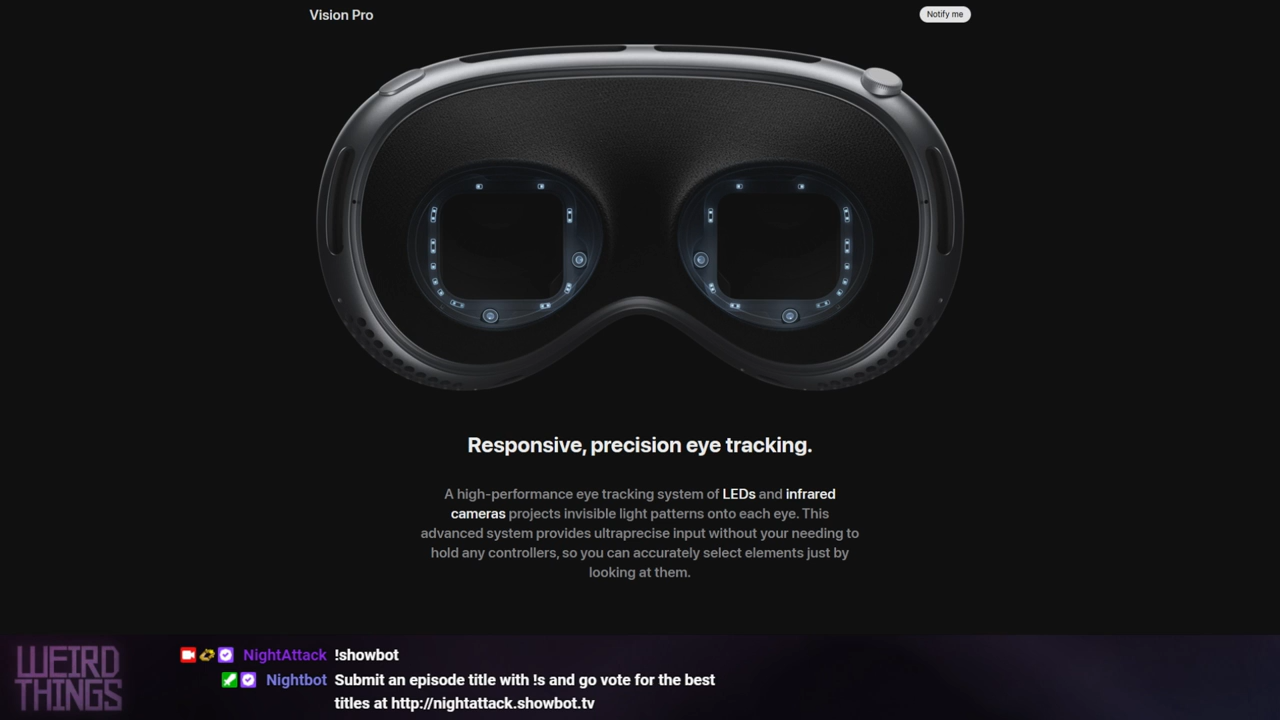 Vision Pro
Notify me
Responsive, precision eye tracking.
A high-performance eye tracking system of LEDs and infrared
cameras projects invisible light patterns onto each eye. This
advanced system provides ultraprecise input without your needing to
hold any controllers, so you can accurately select elements just by
looking at them.
WEIRD
THINGS
NightAttack !showbot
Nightbot Submit an episode title with !s and go vote for the best
titles at http://nightattack.showbot.tv